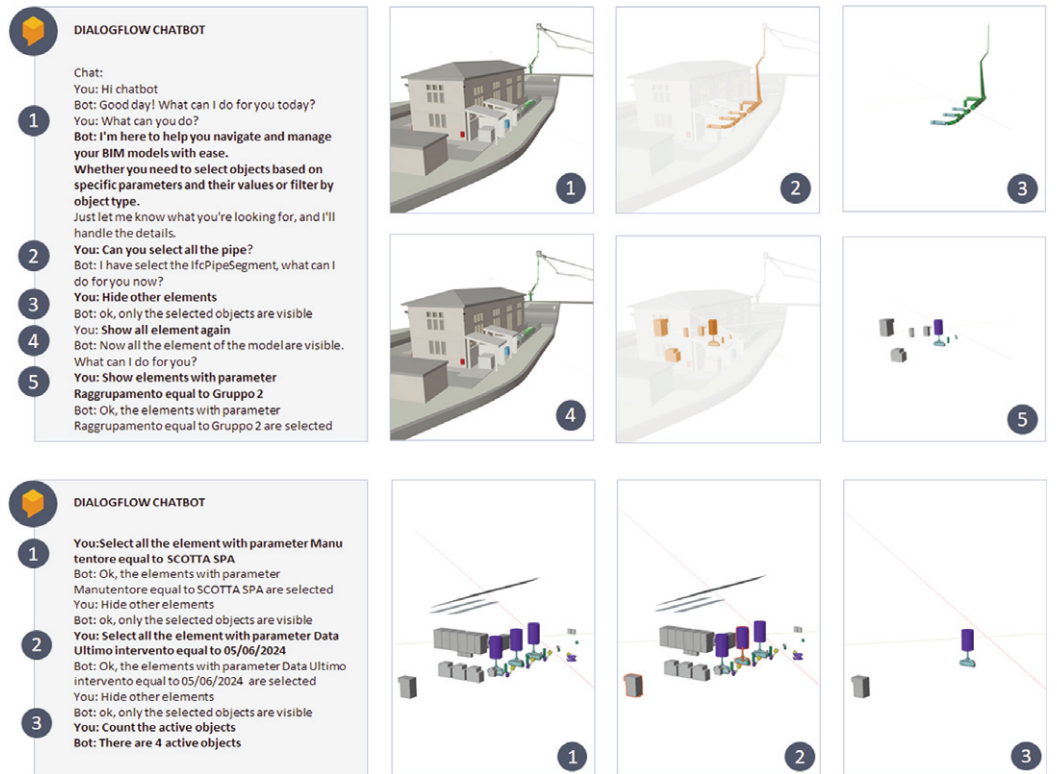 DIALOGFLOW CHATBOT
Chat:
You: Hi chatbot
Bot: Good day! What can I do for you today?
1
You: What can you do?
Bot: I'm here to help you navigate and manage
your BIM models with ease.
Whether you need to select objects based on
specific parameters and their values or filter by
object type.
Just let me know what you're looking for, and I'll
handle the details.
2
You: Can you select all the pipe?
Bot: I have select the IfcPipeSegment, what can I
do for you now?
3
You: Hide other elements
Bot: ok, only the selected objects are visible
4
You: Show all element again
Bot: Now all the element of the model are visible.
What can I do for you?
5
You: Show elements with parameter
Raggrupamento equal to Gruppo 2
Bot: Ok, the elements with parameter
Raggrupamento equal to Gruppo 2 are selected
1
2
3
4
5
DIALOGFLOW CHATBOT
1
You:Select all the element with parameter Manu
tentore equal to SCOTTA SPA
Bot: Ok, the elements with parameter
Manutentore equal to SCOTTA SPA are selected
You: Hide other elements
Bot: ok, only the selected objects are visible
2
You: Select all the element with parameter Data
Ultimo intervento equal to 05/06/2024
Bot: Ok, the elements with parameter Data Ultimo
intervento equal to 05/06/2024 are selected
You: Hide other elements
Bot: ok, only the selected objects are visible
3
You: Count the active objects
Bot: There are 4 active objects
1
2
3